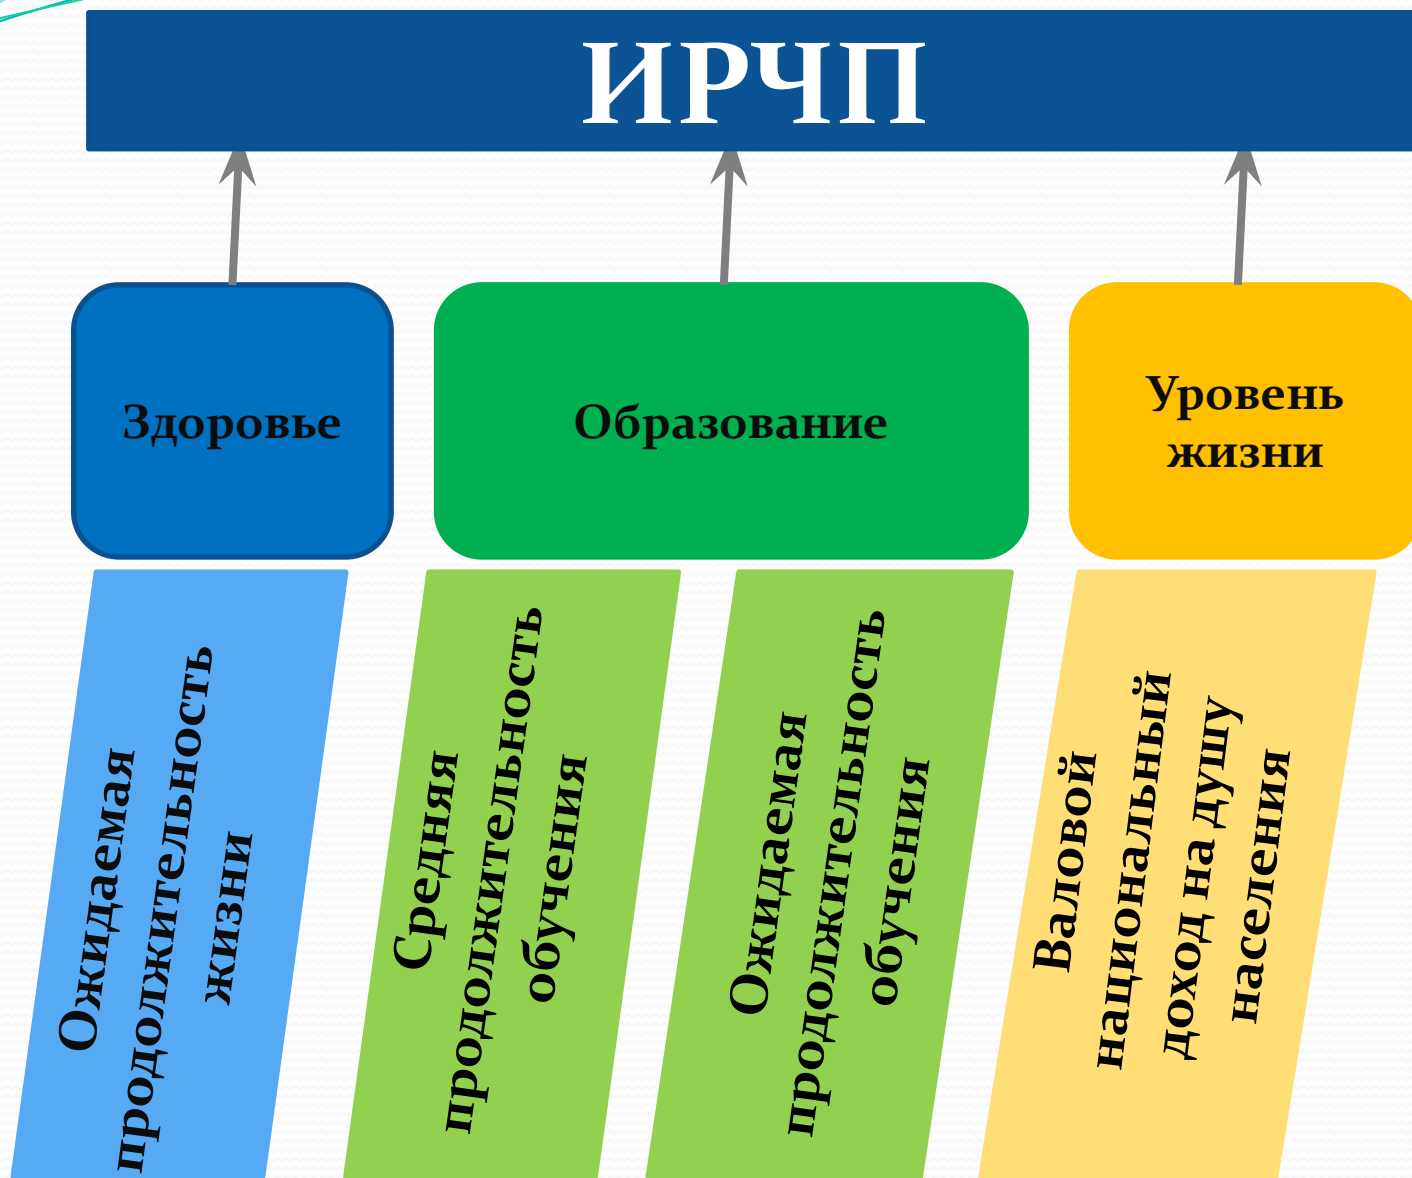 ИРЧП
Здоровье
Образование
Уровень
жизни
Ожидаемая
продолжительность
жизни
Средняя
продолжительность
обучения
Ожидаемая
продолжительность
обучения
Валовой
национальный
доход на душу
населения